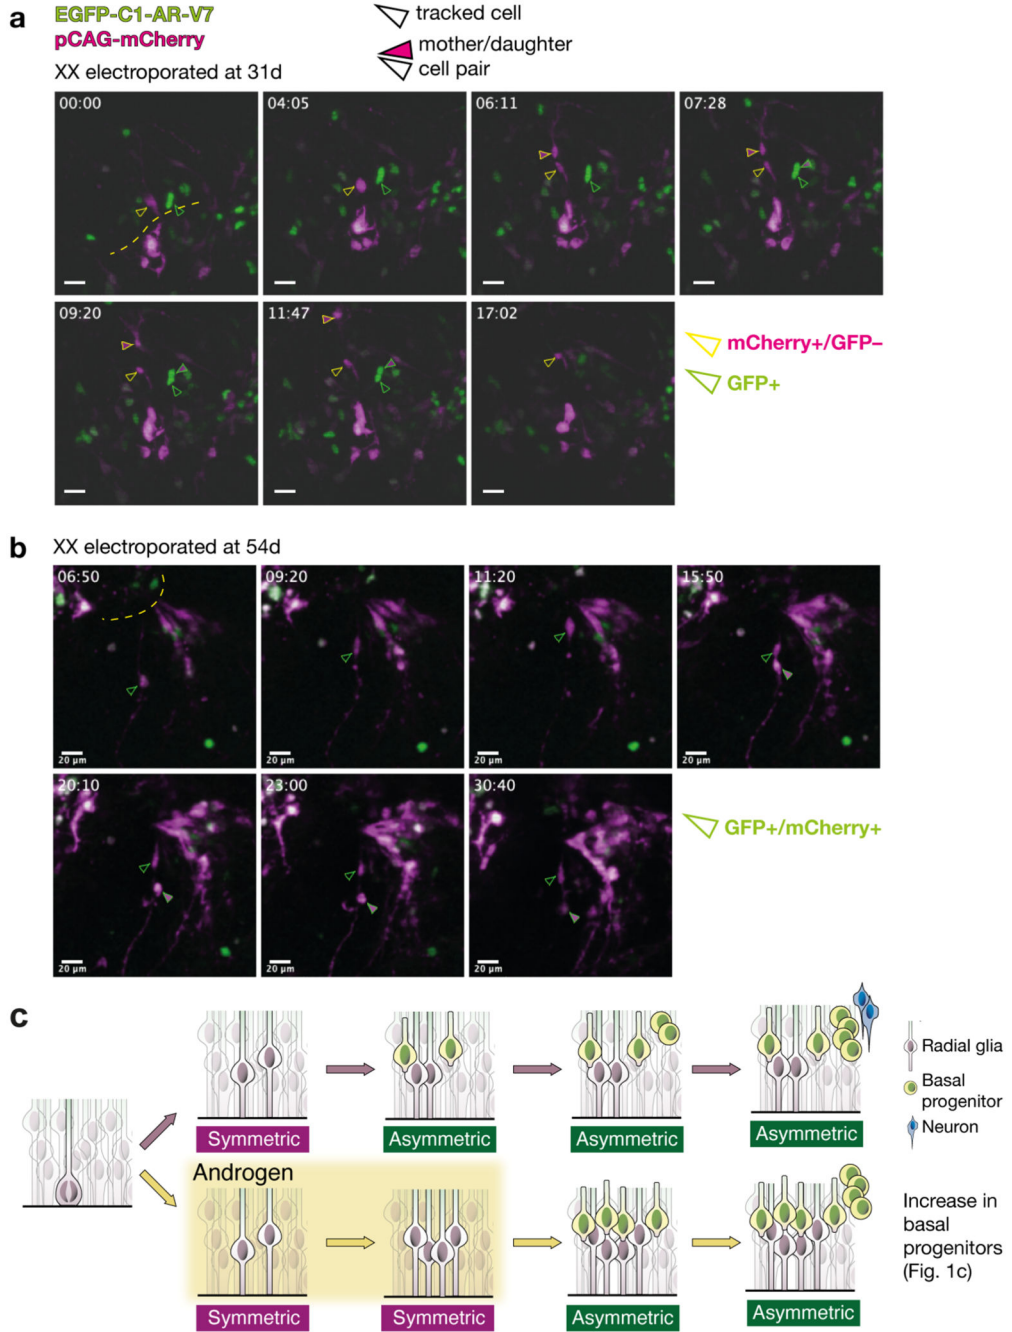 a
EGFP-C1-AR-V7
pCAG-mCherry
XX electroporated at 31d
tracked cell
mother/daughter
cell pair
00:00
04:05
06:11
07:28
09:20
11:47
17:02
mCherry+/GFP–
GFP+
b
XX electroporated at 54d
06:50
09:20
11:20
15:50
20 µm
20 µm
20 µm
20 µm
20:10
23:00
30:40
20 µm
20 µm
20 µm
GFP+/mCherry+
c
Symmetric
Asymmetric
Asymmetric
Asymmetric
Radial glia
Basal
progenitor
Neuron
Androgen
Symmetric
Symmetric
Asymmetric
Asymmetric
Increase in
basal
progenitors
(Fig. 1c)